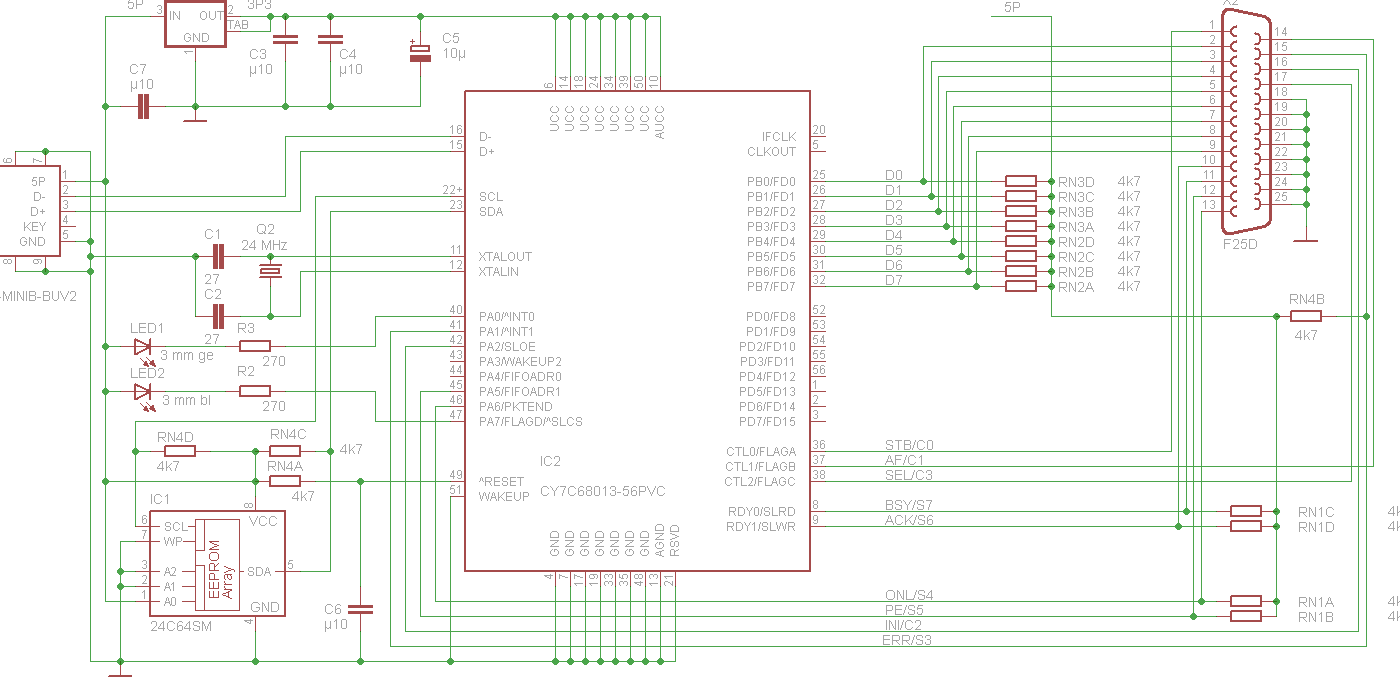 5P
3 IN OUT 2
3P3
TAB
GND
1
C3
µ10
C4
µ10
C5
10µ
+
C7
µ10
6 7
5P 1
D- 2
D+ 3
KEY 4
GND 5
8 9
-MINIB-BUV2
C1
27
C2
27
Q2
24 MHz
LED1
3 mm ge
R3
270
LED2
3 mm bl
R2
270
RN4D
4k7
RN4C
4k7
RN4A
4k7
IC1
6 SCL
7 WP
3 A2
2 A1
1 A0
8
VCC
EEPROM
Array
SDA 5
GND
4
24C64SM
C6
µ10
6 14 18 24 34 39 50 10
UCC UCC UCC UCC UCC UCC UCC AUCC
16 D-
15 D+
22+ SCL
23 SDA
11 XTALOUT
12 XTALIN
40 PA0/^INT0
41 PA1/^INT1
42 PA2/SLOE
43 PA3/WAKEUP2
44 PA4/FIFOADR0
45 PA5/FIFOADR1
46 PA6/PKTEND
47 PA7/FLAGD/^SLCS
49 ^RESET
51 WAKEUP
IC2
CY7C68013-56PVC
GND GND GND GND GND GND GND AGND RSVD
4 7 17 19 33 35 48 13 21
IFCLK 20
CLKOUT 5
PB0/FD0 25 D0
PB1/FD1 26 D1
PB2/FD2 27 D2
PB3/FD3 28 D3
PB4/FD4 29 D4
PB5/FD5 30 D5
PB6/FD6 31 D6
PB7/FD7 32 D7
PD0/FD8 52
PD1/FD9 53
PD2/FD10 54
PD3/FD11 55
PD4/FD12 56
PD5/FD13 1
PD6/FD14 2
PD7/FD15 3
CTL0/FLAGA 36 STB/C0
CTL1/FLAGB 37 AF/C1
CTL2/FLAGC 38 SEL/C3
RDY0/SLRD 8 BSY/S7
RDY1/SLWR 9 ACK/S6
ONL/S4
PE/S5
INI/C2
ERR/S3
5P
RN3D 4k7
RN3C 4k7
RN3B 4k7
RN3A 4k7
RN2D 4k7
RN2C 4k7
RN2B 4k7
RN2A 4k7
X2
1
2
3
4
5
6
7
8
9
10
11
12
13
14
15
16
17
18
19
20
21
22
23
24
25
F25D
RN4B
4k7
RN1C 4k
RN1D 4k
RN1A 4k
RN1B 4k